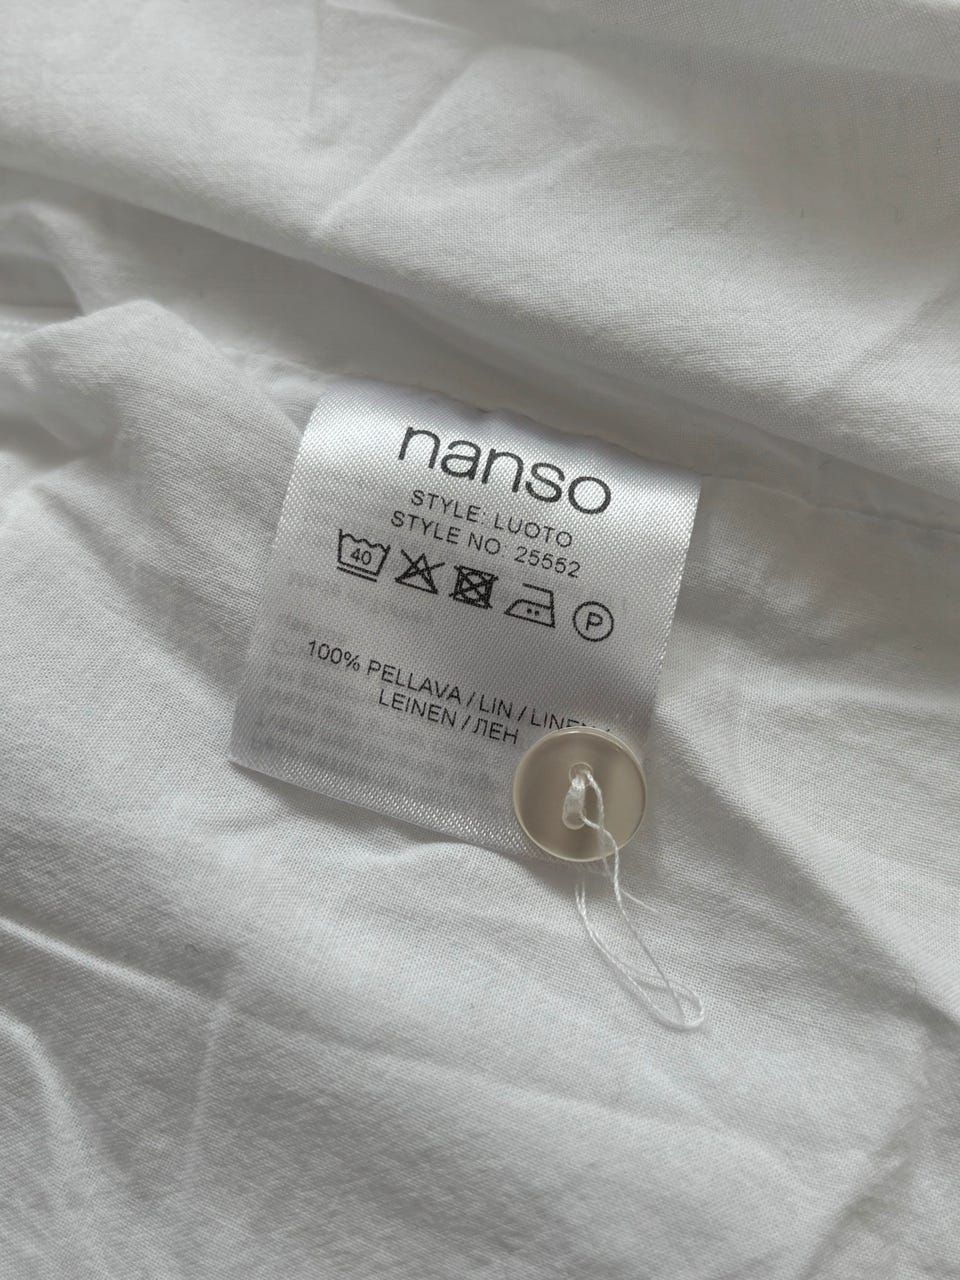 nanso
STYLE: LUOTO
STYLE NO: 25552
40
P
100% PELLAVA / LIN / LINEN /
LEINEN / ЛЕН